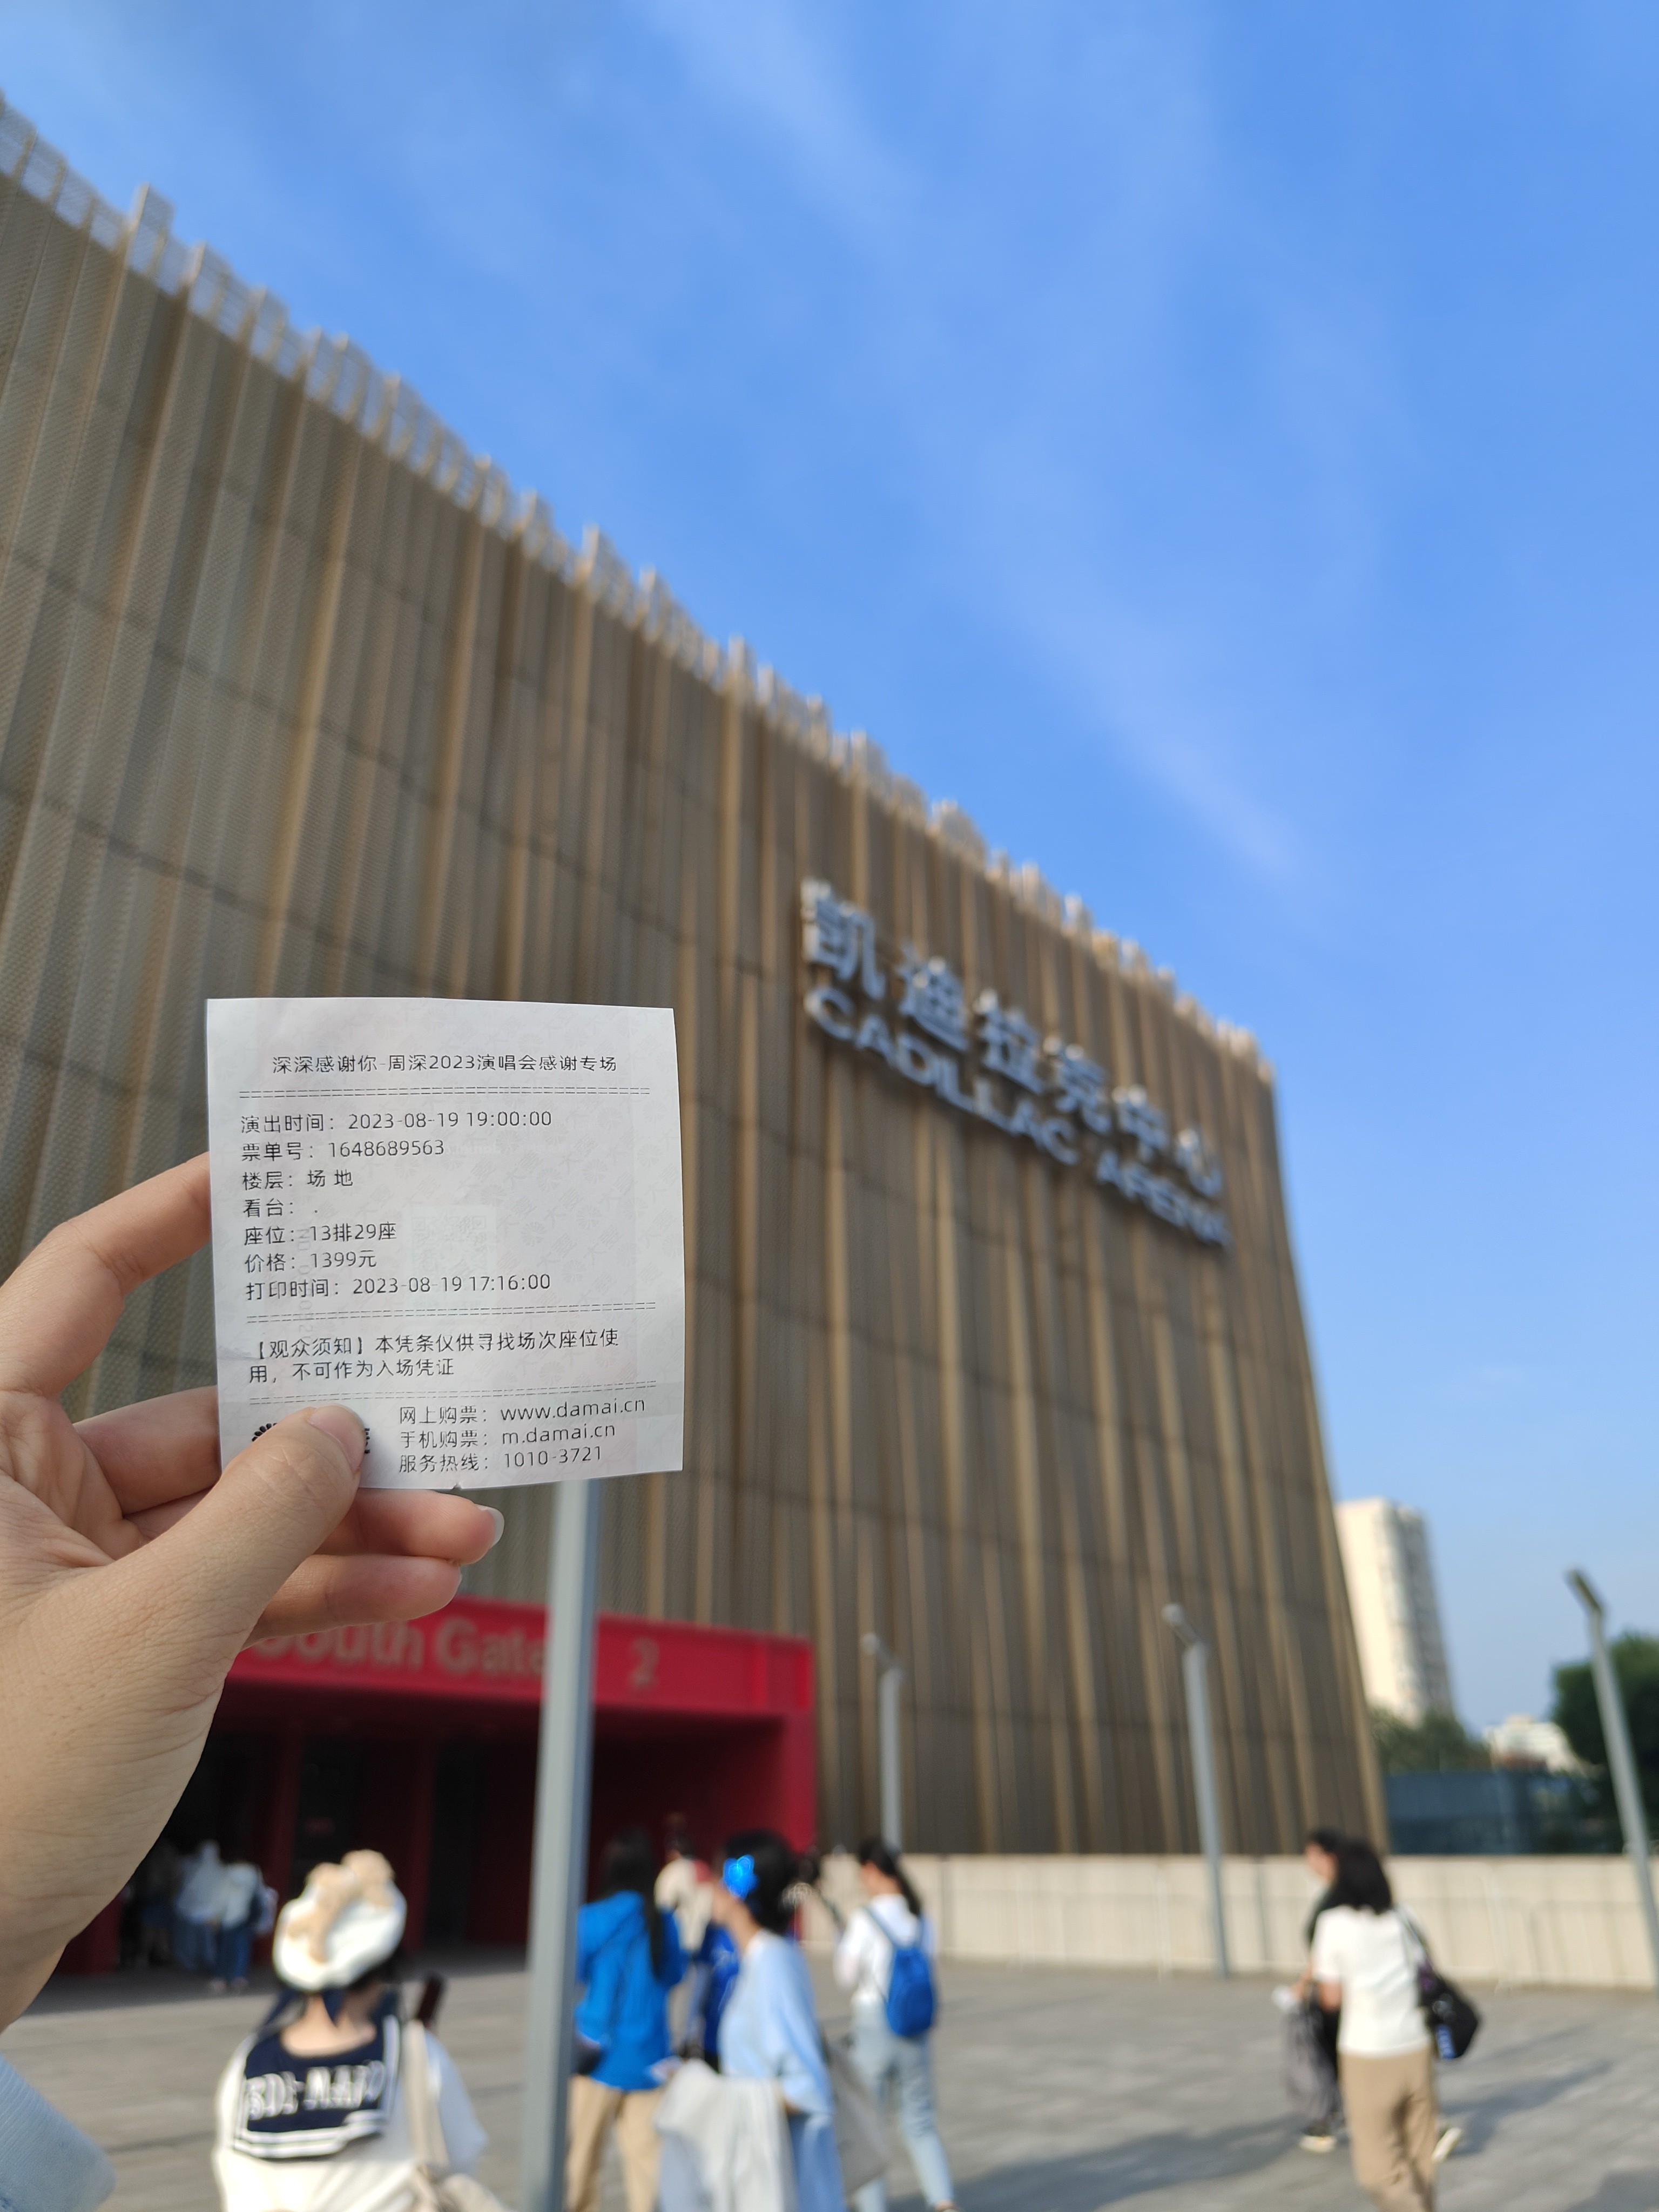 凯迪拉克中心
CADILLAC ARENA
深深感谢你-周深2023演唱会感谢专场
演出时间：2023-08-19 19:00:00
票单号：1648689563
楼层：场地
看台：.
座位：13排29座
价格：1399元
打印时间：2023-08-19 17:16:00
【观众须知】本凭条仅供寻找场次座位使
用，不可作为入场凭证
网上购票：www.damai.cn
手机购票：m.damai.cn
服务热线：1010-3721
South Gate 2